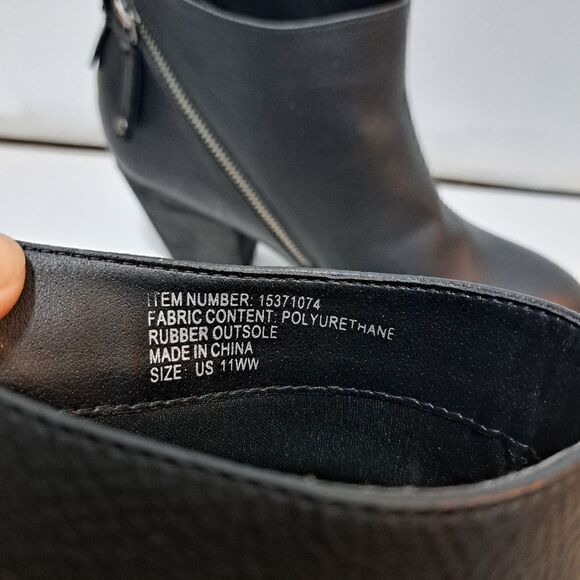 ITEM NUMBER: 15371074
FABRIC CONTENT: POLYURETHANE
RUBBER OUTSOLE
MADE IN CHINA
SIZE: US 11WW